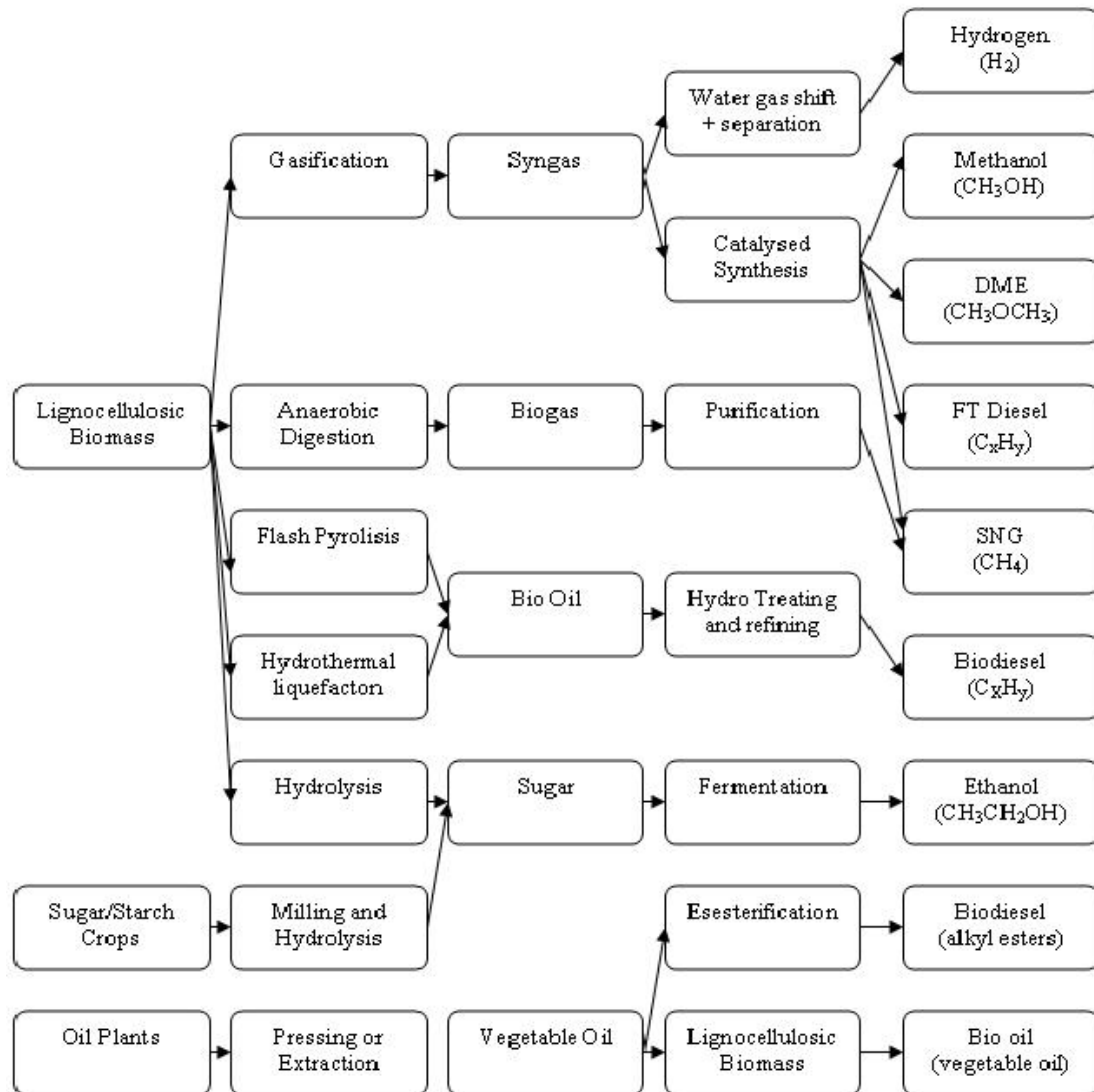 Hydrogen
(H₂)
Water gas shift
+ separation
Gasification
Syngas
Methanol
(CH₃OH)
Catalysed
Synthesis
DME
(CH₃OCH₃)
Lignocellulosic
Biomass
Anaerobic
Digestion
Biogas
Purification
FT Diesel
(CₓHᵧ)
Flash Pyrolisis
SNG
(CH₄)
Bio Oil
Hydro Treating
and refining
Hydrothermal
liquefacton
Biodiesel
(CₓHᵧ)
Hydrolysis
Sugar
Fermentation
Ethanol
(CH₃CH₂OH)
Sugar/Starch
Crops
Milling and
Hydrolysis
Esesterification
Biodiesel
(alkyl esters)
Oil Plants
Pressing or
Extraction
Vegetable Oil
Lignocellulosic
Biomass
Bio oil
(vegetable oil)